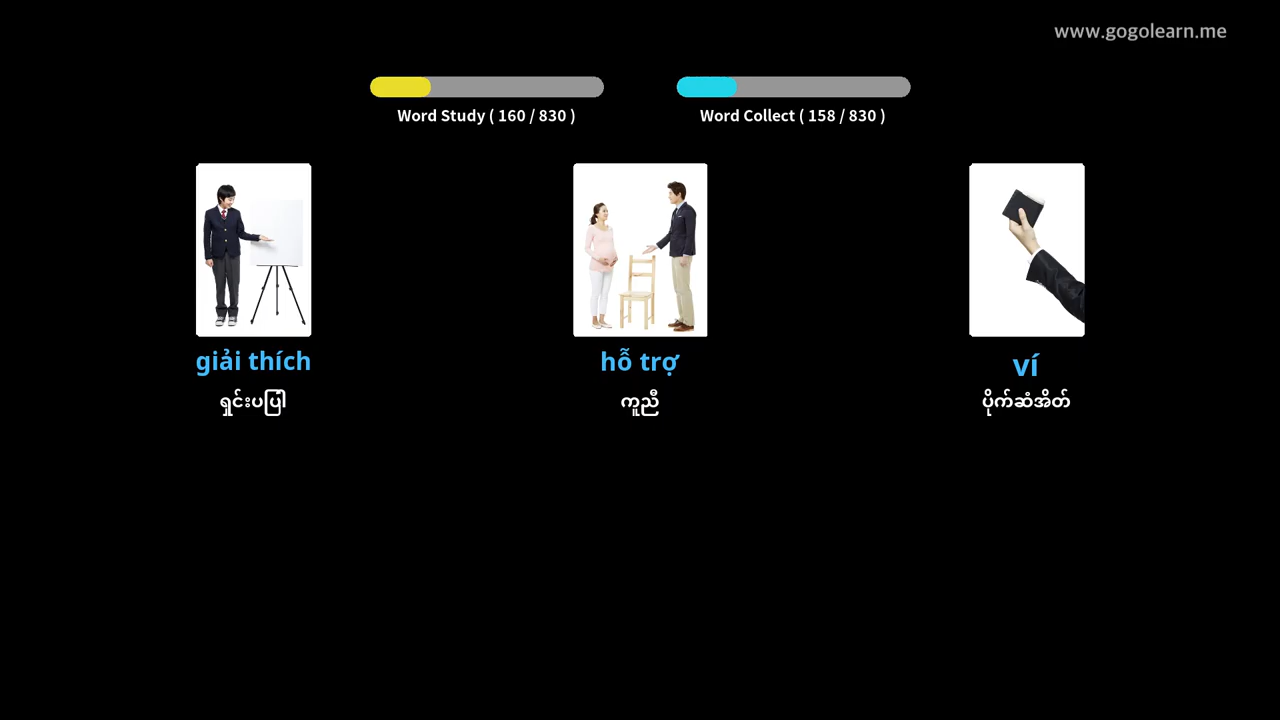 www.gogolearn.me
Word Study ( 160 / 830 )
Word Collect ( 158 / 830 )
giải thích
hỗ trợ
ví
ရှင်းပပြါ
ကူညီ
ပိုက်ဆံအိတ်